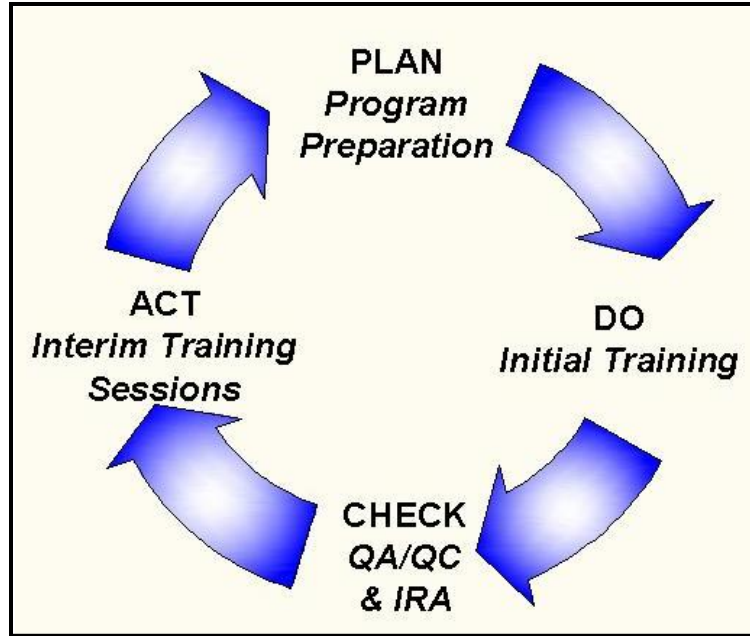 PLAN
Program
Preparation
DO
Initial Training
CHECK
QA/QC
& IRA
ACT
Interim Training
Sessions